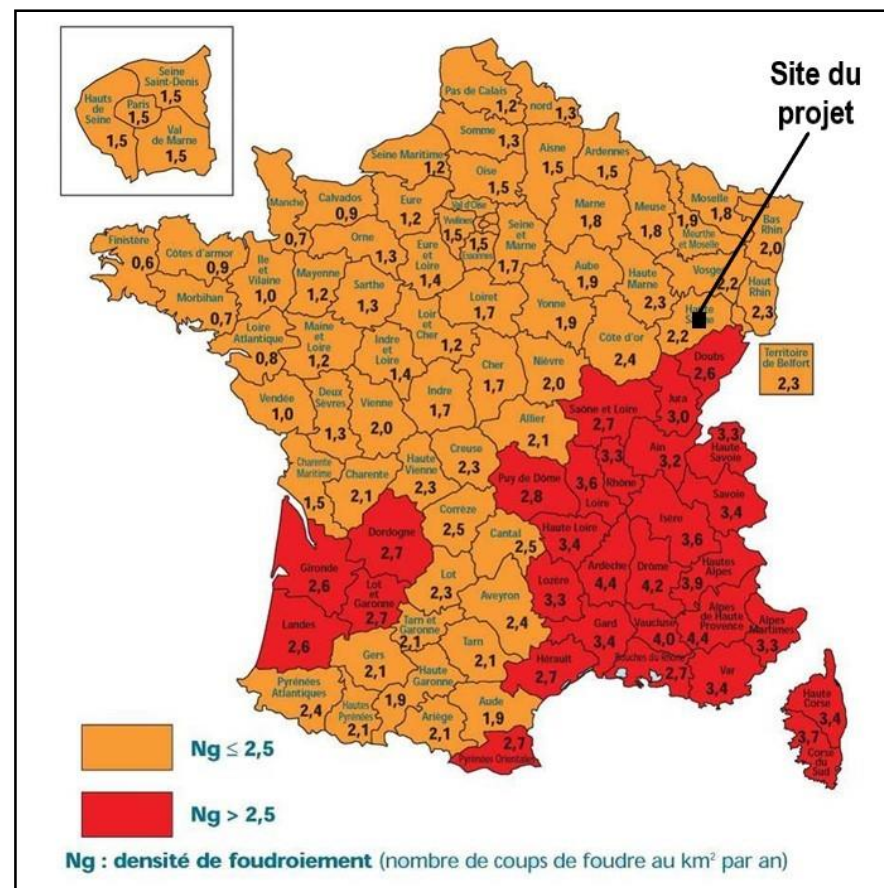 Seine
Saint-Denis
1,5
Hauts
de
Seine
1,5
Paris
1,5
Val
de Marne
1,5
Site du
projet
Pas de Calais
1,2
nord
1,3
Somme
1,3
Seine Maritime
1,2
Oise
1,5
Aisne
1,5
Ardennes
1,5
Manche
0,7
Calvados
0,9
Eure
1,2
Val d'Oise
Yvelines
1,5
1,5
Essonnes
Seine
et
Marne
1,7
Marne
1,8
Meuse
1,8
Moselle
1,8
1,9
Meurthe
et Moselle
Bas
Rhin
2,0
Finistère
0,6
Côtes d'armor
0,9
Morbihan
0,7
Ile
et
Vilaine
1,0
Orne
1,3
Mayenne
1,2
Sarthe
1,3
Eure et
Loire
1,4
Aube
1,9
Haute
Marne
2,3
Vosges
2,2
Haut
Rhin
2,3
Loiret
1,7
Yonne
1,9
Côte d'or
2,4
2,2
Territoire
de Belfort
2,3
Loire
Atlantique
0,8
Maine
et Loire
1,2
Indre
et Loire
1,4
Loir
et
Cher
1,2
Cher
1,7
Nièvre
2,0
Doubs
2,6
Vendée
1,0
Deux
Sèvres
1,3
Vienne
2,0
Indre
1,7
Allier
2,1
Saône et Loire
2,7
Jura
3,0
Charente
Maritime
1,5
Charente
2,1
Haute
Vienne
2,3
Creuse
2,3
Puy de Dôme
2,8
3,6
Loire
3,3
Rhône
Ain
3,2
3,3
Haute
Savoie
Savoie
3,4
Isère
3,6
Corrèze
2,5
Cantal
2,5
Haute Loire
3,4
Dordogne
2,7
Gironde
2,6
Lot
et
Garonne
2,7
Lot
2,3
Aveyron
2,4
Lozère
3,3
Ardèche
4,4
Drôme
4,2
Hautes
Alpes
3,9
Landes
2,6
Tarn et
Garonne
2,1
Tarn
2,1
Gers
2,1
Haute
Garonne
1,9
Hérault
2,7
Gard
3,4
Vaucluse
4,0
Alpes
de Haute
Provence
4,4
Alpes
Maritimes
3,3
Bouches du Rhône
2,7
Var
3,4
Pyrénées
Atlantiques
2,4
Hautes
Pyrénées
2,1
Ariège
2,1
Aude
1,9
2,7
Pyrénées Orientales
Haute
Corse
3,4
3,7
Corse
du
Sud
Ng ≤ 2,5
Ng > 2,5
Ng : densité de foudroiement (nombre de coups de foudre au km² par an)